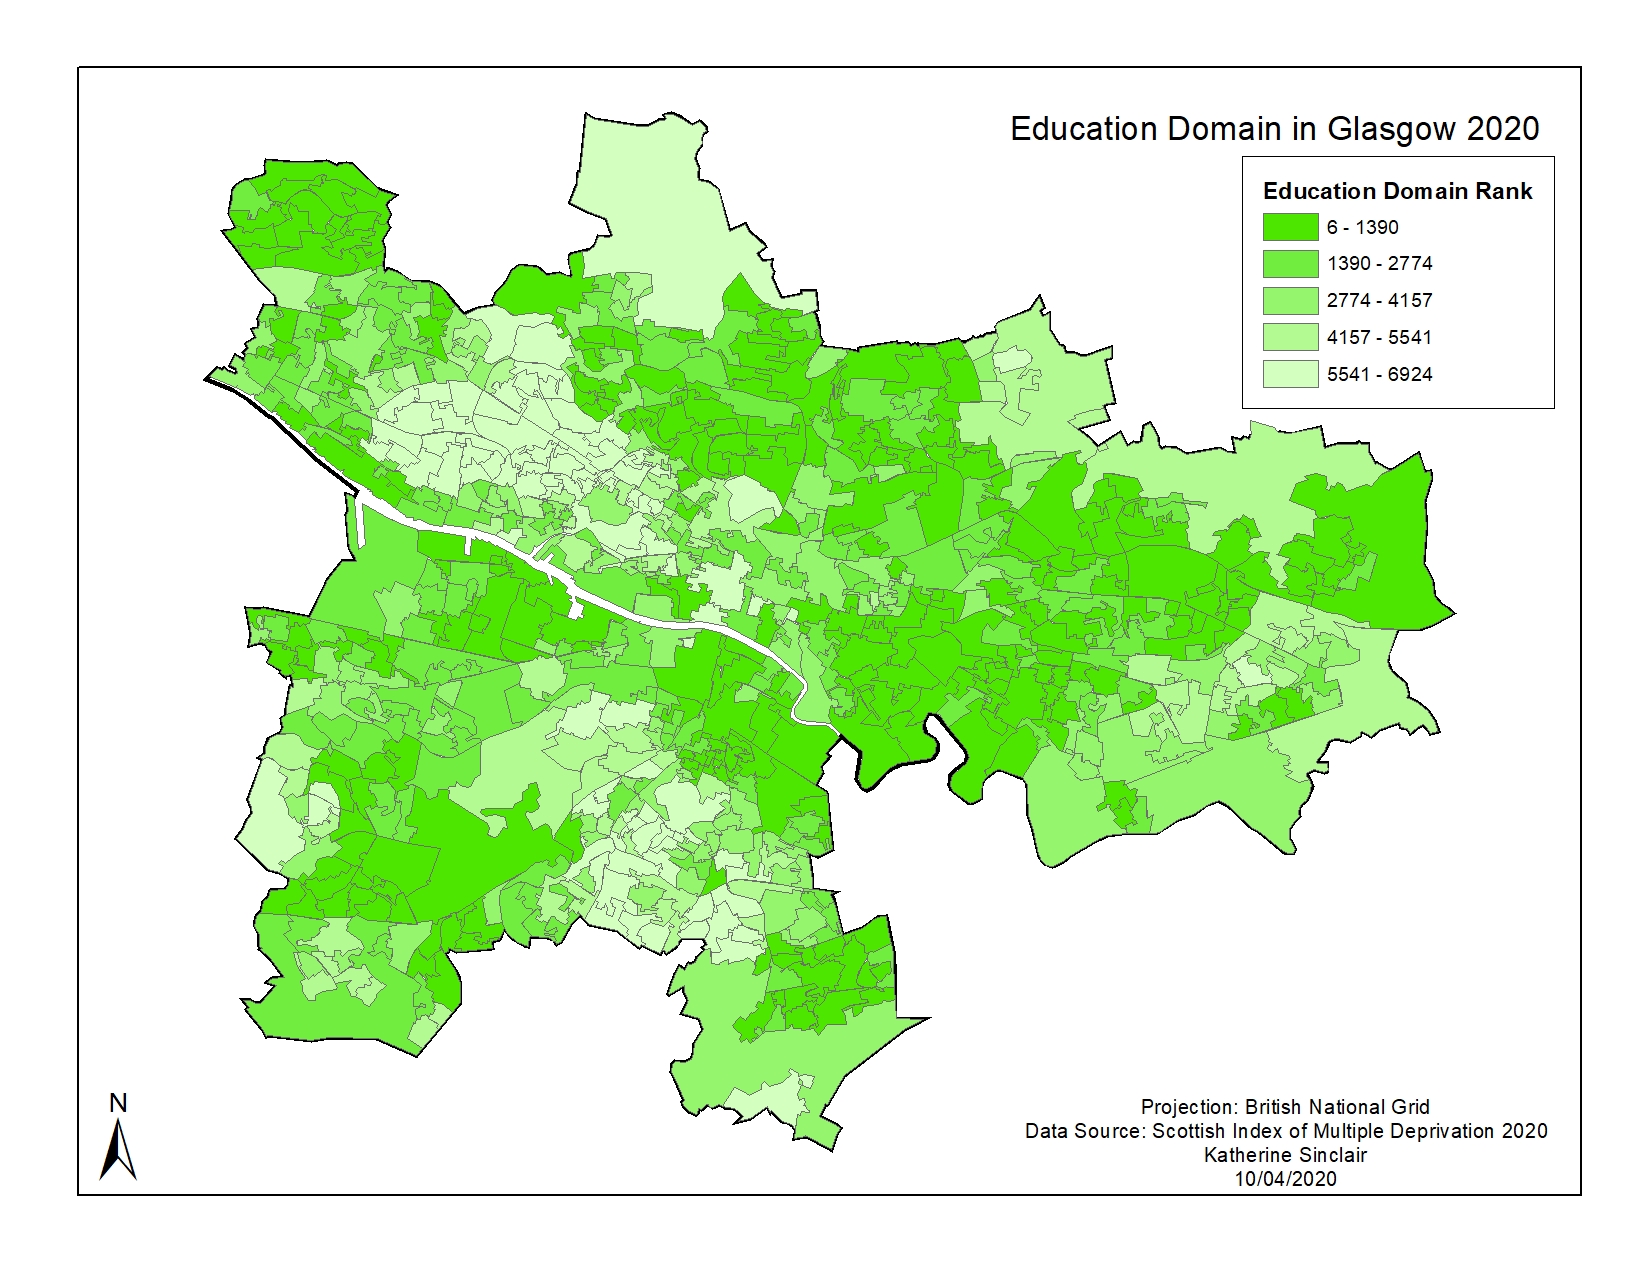 Education Domain in Glasgow 2020
Education Domain Rank
6 - 1390
1390 - 2774
2774 - 4157
4157 - 5541
5541 - 6924
N
Projection: British National Grid
Data Source: Scottish Index of Multiple Deprivation 2020
Katherine Sinclair
10/04/2020